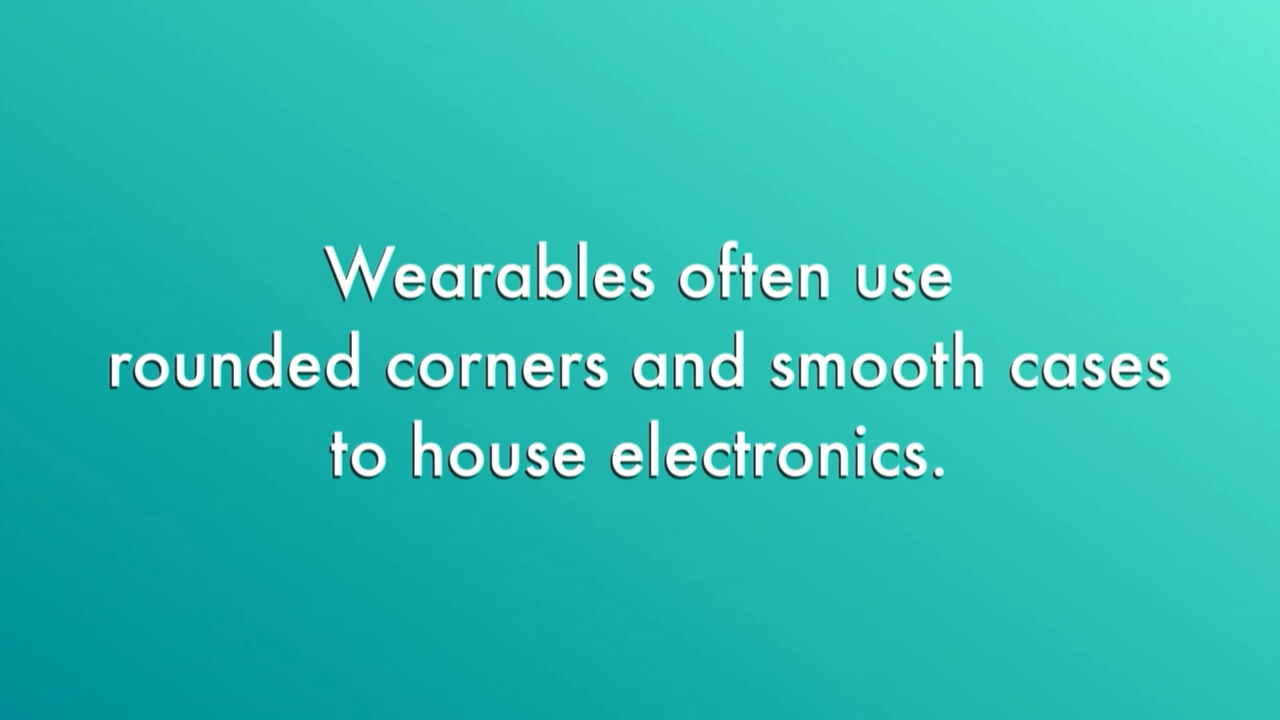 Wearables often use
rounded corners and smooth cases
to house electronics.